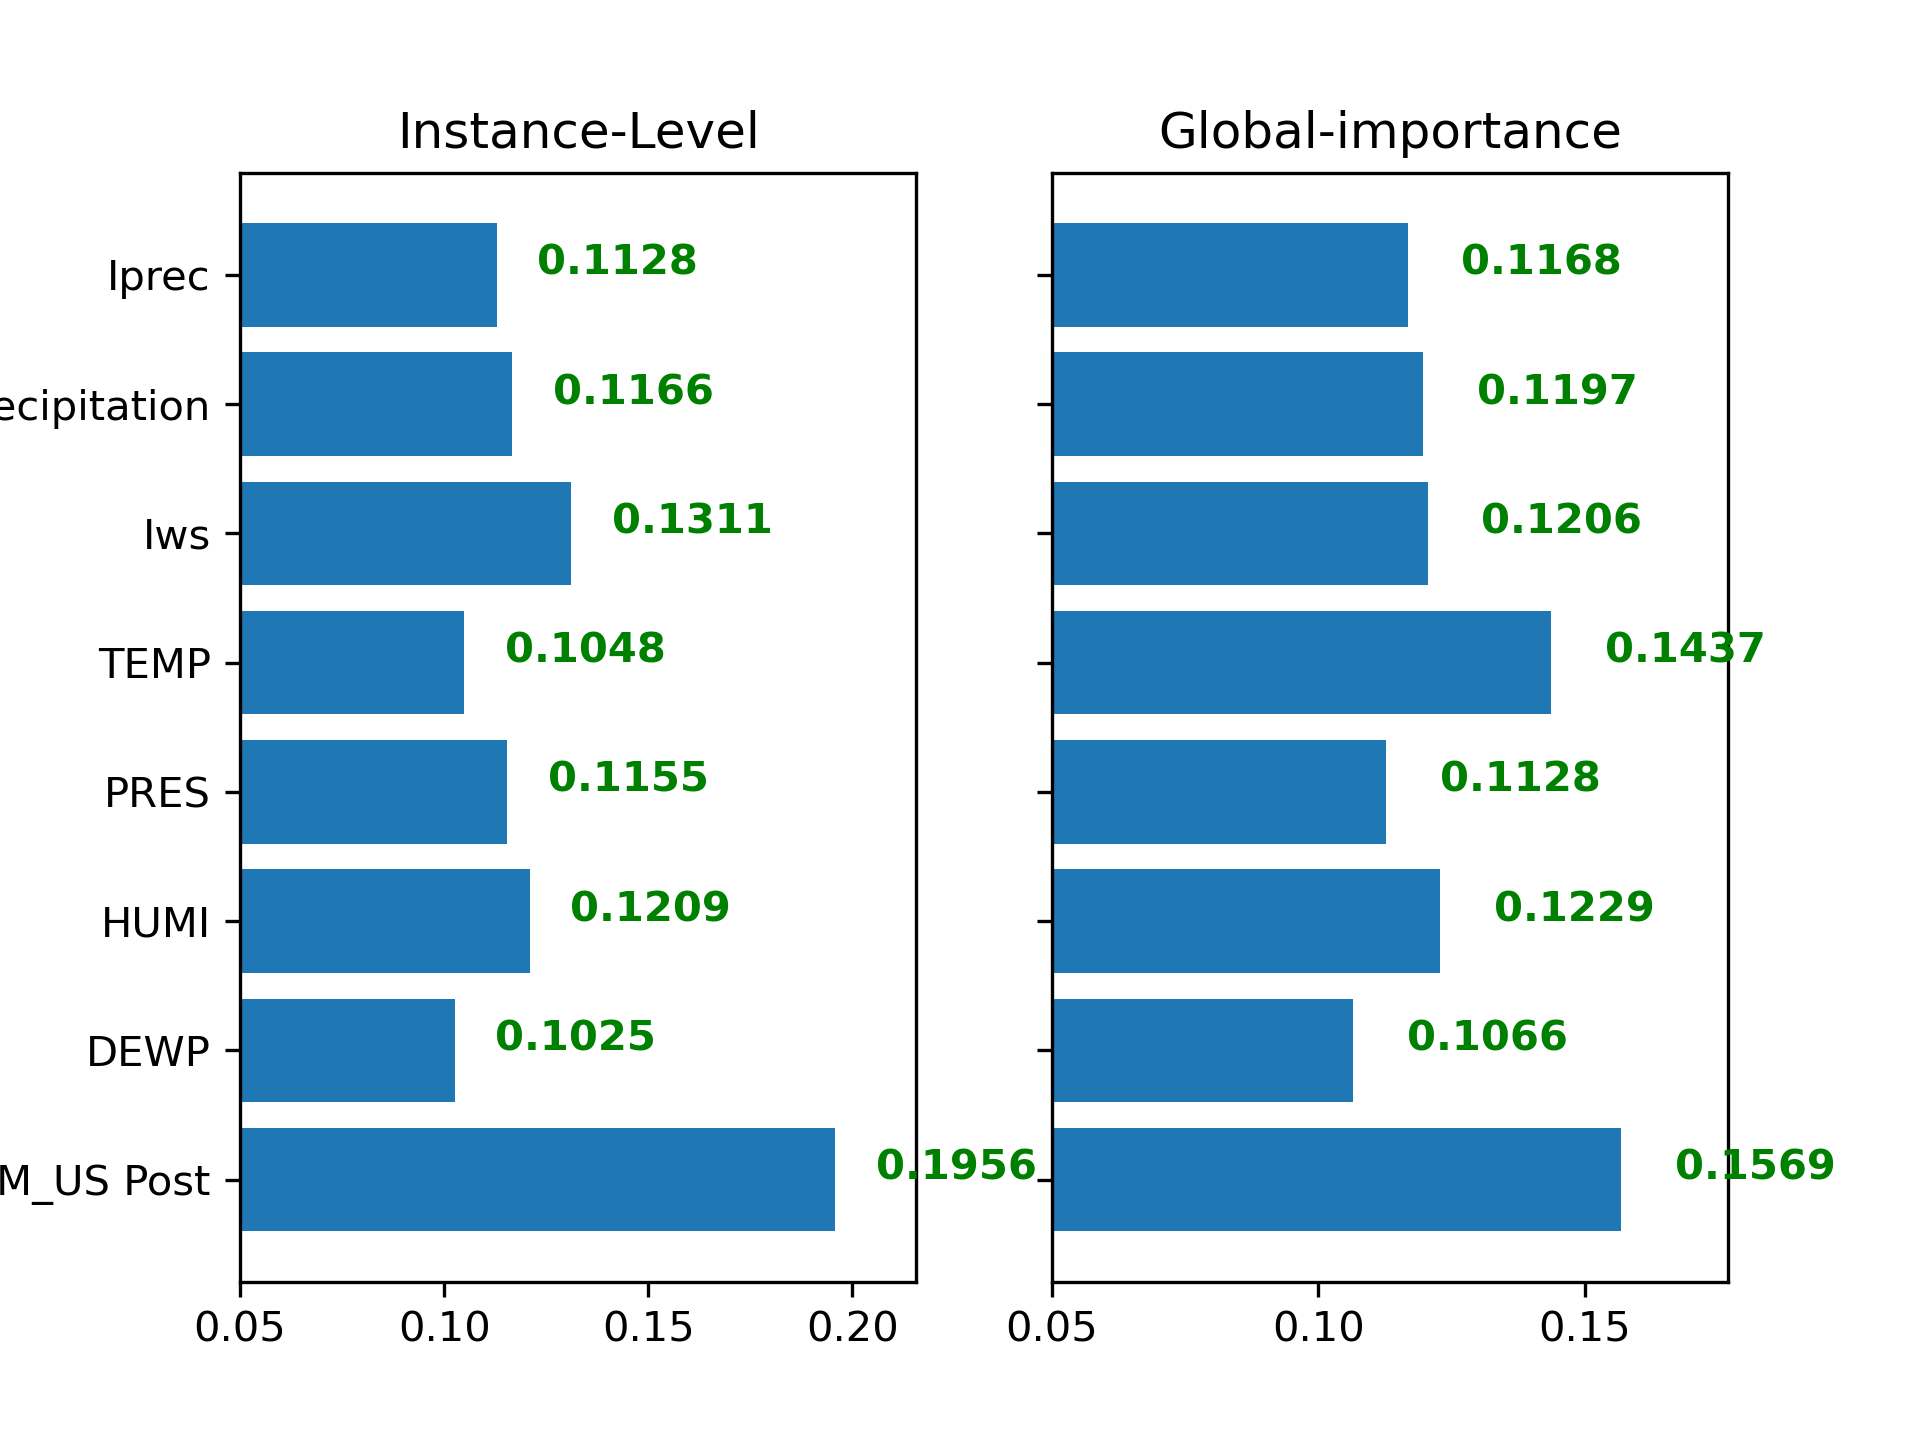 Instance-Level Global-importance
Iprec 0.1128 0.1168
ecipitation 0.1166 0.1197
Iws 0.1311 0.1206
TEMP 0.1048 0.1437
PRES 0.1155 0.1128
HUMI 0.1209 0.1229
DEWP 0.1025 0.1066
M_US Post 0.1956 0.1569
0.05 0.10 0.15 0.20 0.05 0.10 0.15